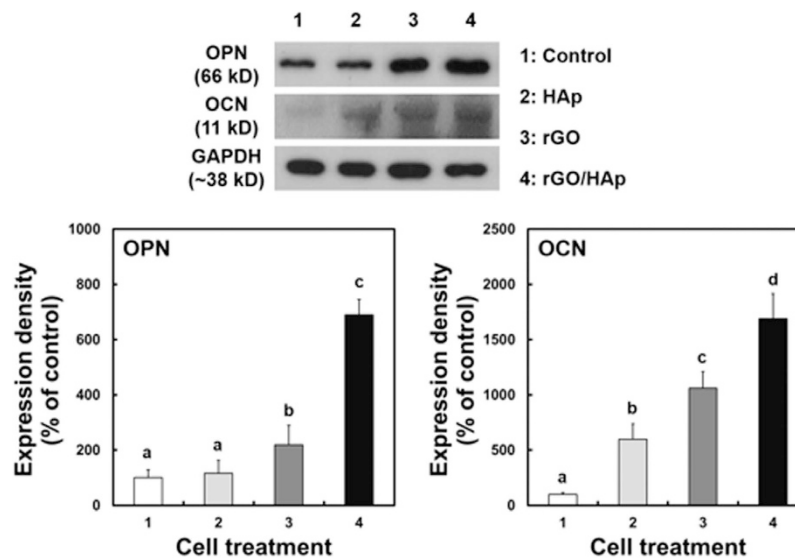 1 2 3 4
OPN
(66 kD)
OCN
(11 kD)
GAPDH
(~38 kD)
1: Control
2: HAp
3: rGO
4: rGO/HAp
OPN
Expression density
(% of control)
1000
800
600
400
200
0
a
a
b
c
1 2 3 4
Cell treatment
OCN
Expression density
(% of control)
2500
2000
1500
1000
500
0
a
b
c
d
1 2 3 4
Cell treatment